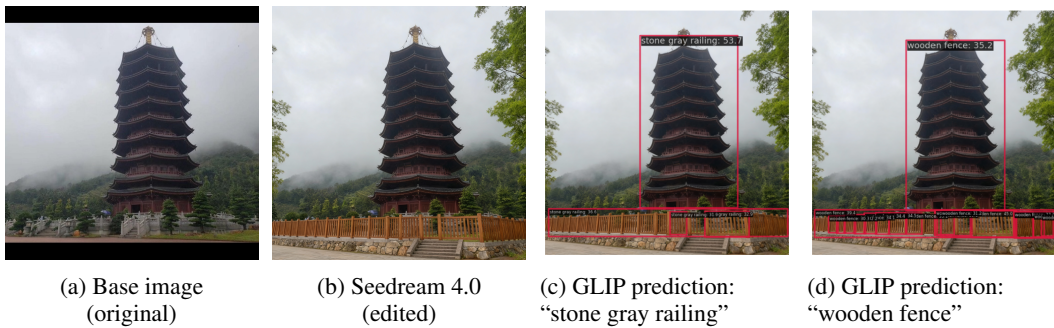 stone gray railing: 53.7
wooden fence: 35.2
(a) Base image
(original)
(b) Seedream 4.0
(edited)
(c) GLIP prediction:
“stone gray railing”
(d) GLIP prediction:
“wooden fence”